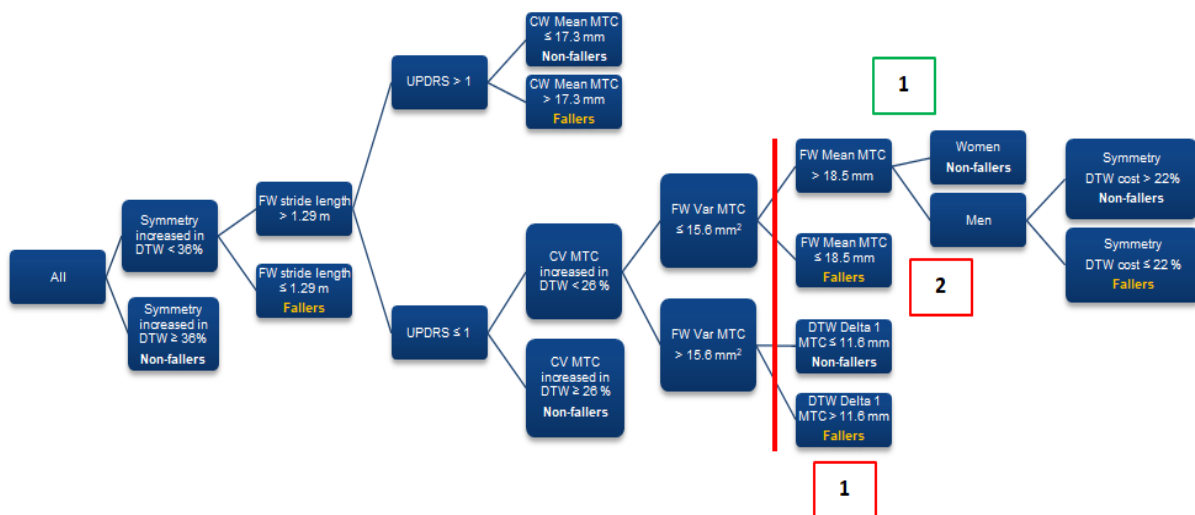 All
Symmetry
increased in
DTW < 36%
Symmetry
increased in
DTW ≥ 36%
Non-fallers
FW stride length
> 1.29 m
FW stride length
≤ 1.29 m
Fallers
UPDRS > 1
UPDRS ≤ 1
CW Mean MTC
≤ 17.3 mm
Non-fallers
CW Mean MTC
> 17.3 mm
Fallers
CV MTC
increased in
DTW < 26 %
CV MTC
increased in
DTW ≥ 26 %
Non-fallers
FW Var MTC
≤ 15.6 mm²
FW Var MTC
> 15.6 mm²
FW Mean MTC
> 18.5 mm
FW Mean MTC
≤ 18.5 mm
Fallers
DTW Delta 1
MTC ≤ 11.6 mm
Non-fallers
DTW Delta 1
MTC > 11.6 mm
Fallers
1
1
Women
Non-fallers
Men
2
Symmetry
DTW cost > 22%
Non-fallers
Symmetry
DTW cost ≤ 22 %
Fallers